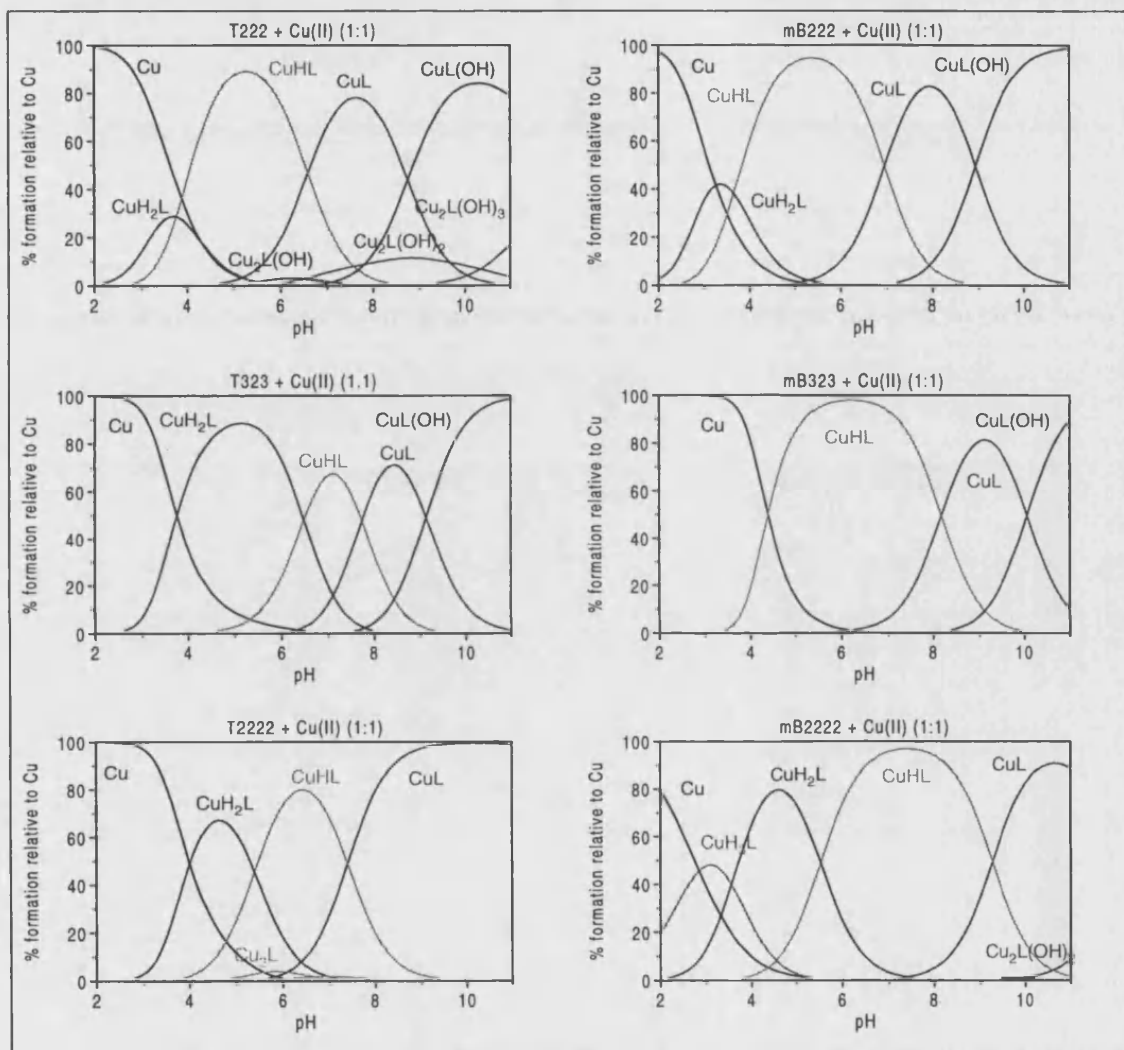 T222 + Cu(II) (1:1)
% formation relative to Cu
100
80
60
40
20
0
Cu
CuHL
CuL
CuL(OH)
CuH₂L
Cu₂L(OH)
Cu₂L(OH)₂
Cu₂L(OH)₃
2 4 6 8 10
pH
mB222 + Cu(II) (1:1)
% formation relative to Cu
100
80
60
40
20
0
Cu
CuHL
CuL
CuL(OH)
CuH₂L
2 4 6 8 10
pH
T323 + Cu(II) (1.1)
% formation relative to Cu
100
80
60
40
20
0
Cu
CuH₂L
CuHL
CuL
CuL(OH)
2 4 6 8 10
pH
mB323 + Cu(II) (1:1)
% formation relative to Cu
100
80
60
40
20
0
Cu
CuHL
CuL
CuL(OH)
2 4 6 8 10
pH
T2222 + Cu(II) (1:1)
% formation relative to Cu
100
80
60
40
20
0
Cu
CuH₂L
CuHL
CuL
Cu₂L
2 4 6 8 10
pH
mB2222 + Cu(II) (1:1)
% formation relative to Cu
100
80
60
40
20
0
Cu
CuH₂L
CuHL
CuL
Cu₂L(OH)₂
2 4 6 8 10
pH